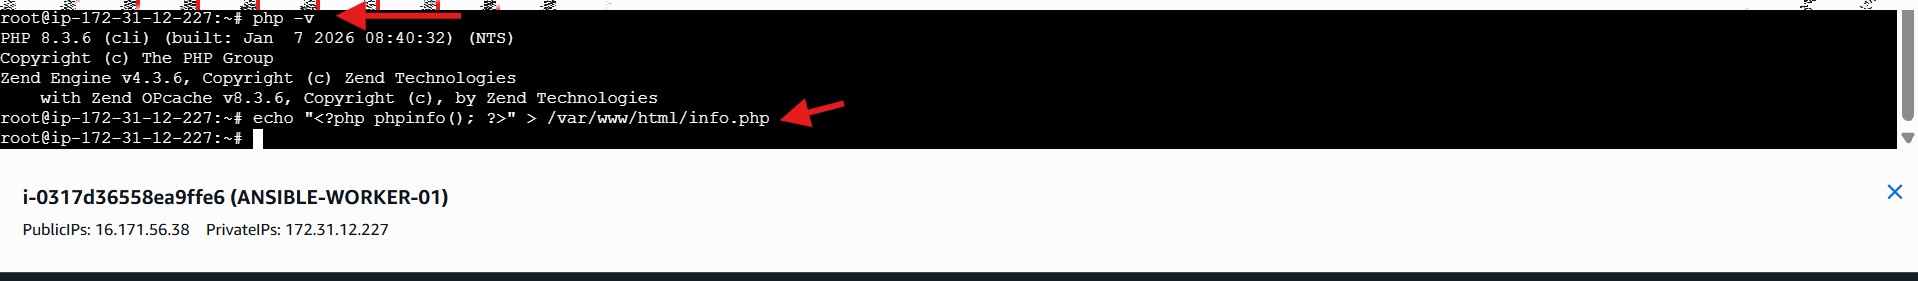 root@ip-172-31-12-227:~# php -v
PHP 8.3.6 (cli) (built: Jan  7 2026 08:40:32) (NTS)
Copyright (c) The PHP Group
Zend Engine v4.3.6, Copyright (c) Zend Technologies
    with Zend OPcache v8.3.6, Copyright (c), by Zend Technologies
root@ip-172-31-12-227:~# echo "<?php phpinfo(); ?>" > /var/www/html/info.php
root@ip-172-31-12-227:~#
i-0317d36558ea9ffe6 (ANSIBLE-WORKER-01)
PublicIPs: 16.171.56.38    PrivateIPs: 172.31.12.227